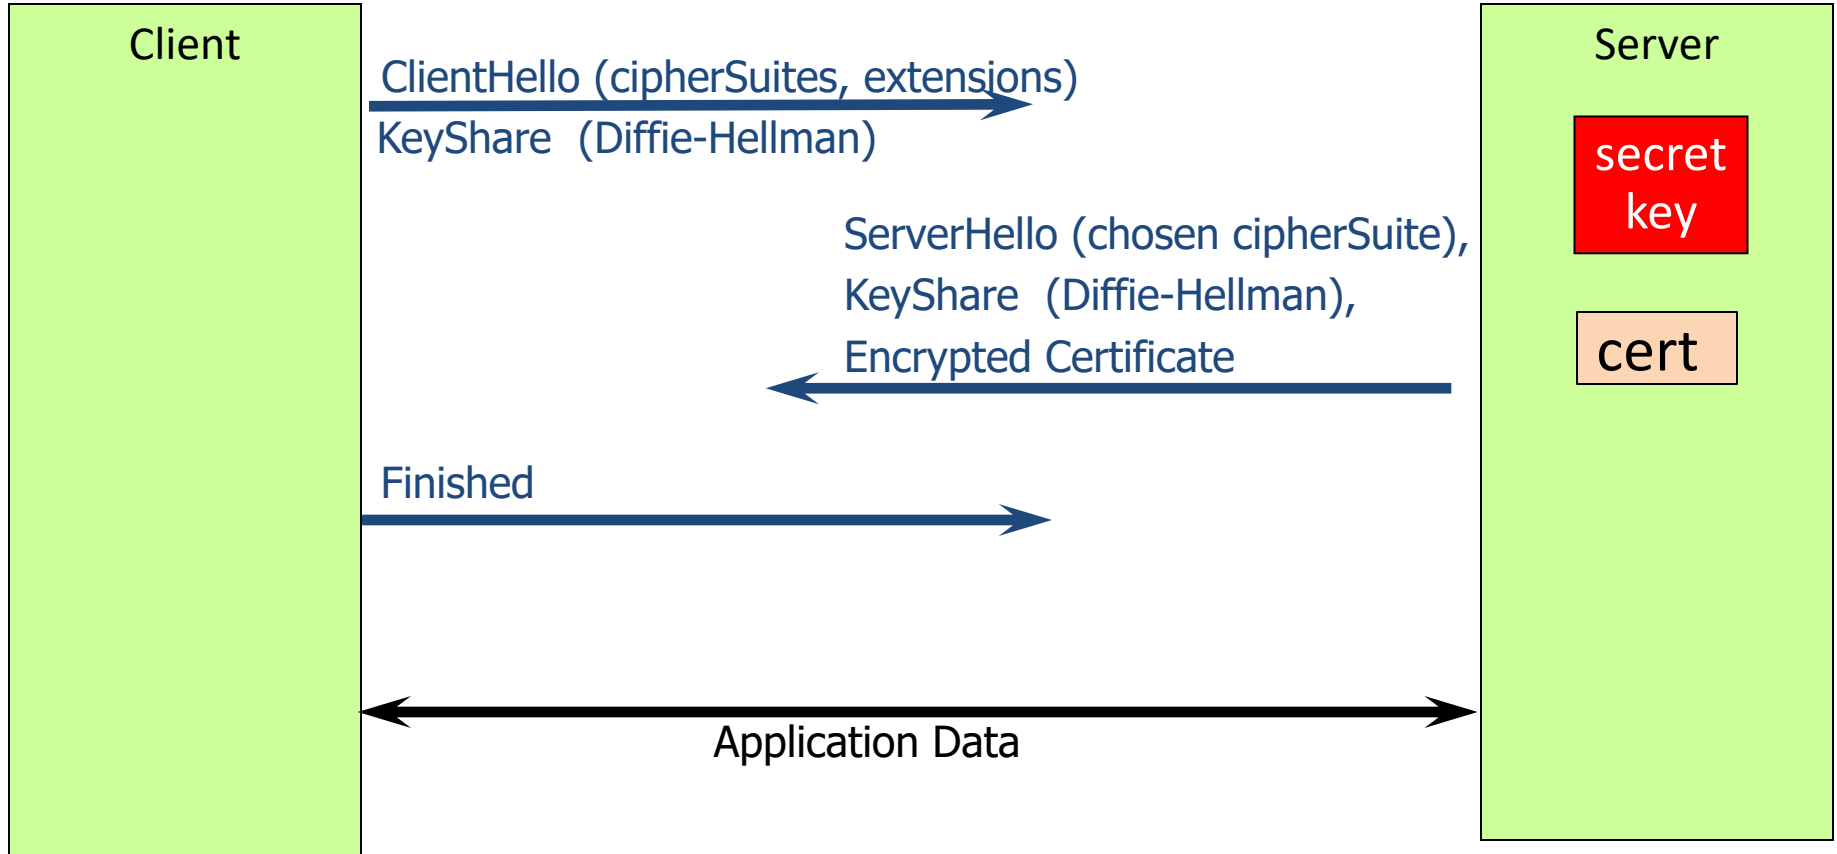 Client
Server
ClientHello (cipherSuites, extensions)
KeyShare (Diffie-Hellman)
secret
key
ServerHello (chosen cipherSuite),
KeyShare (Diffie-Hellman),
Encrypted Certificate
cert
Finished
Application Data